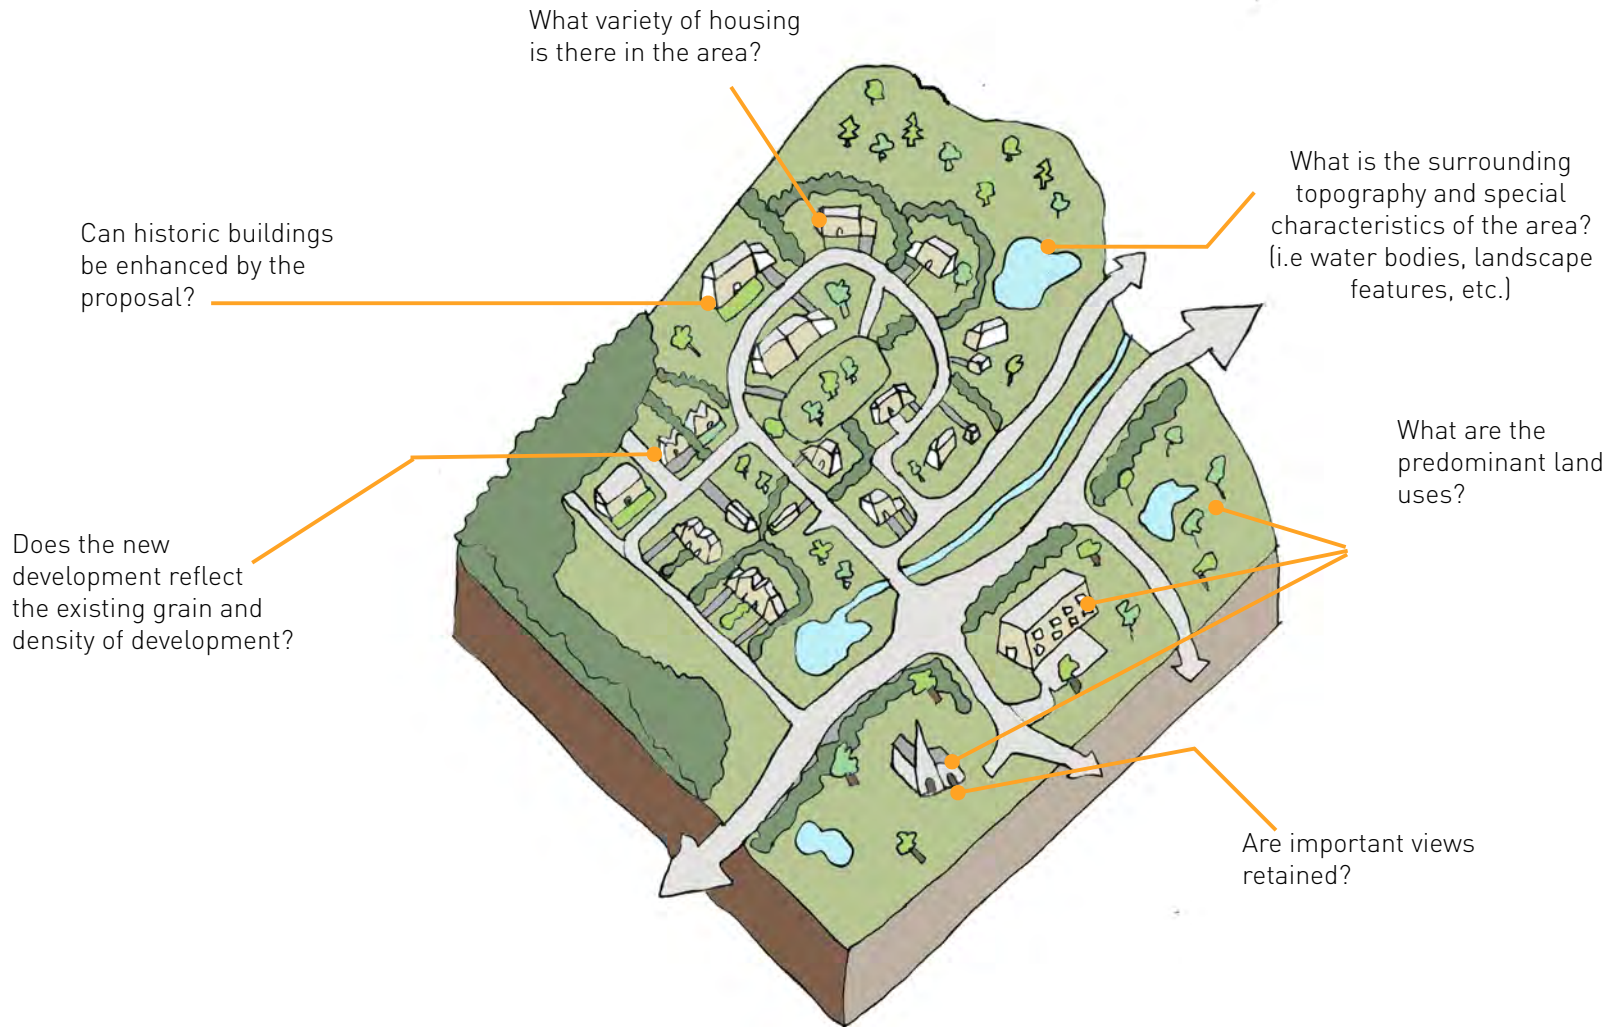 What variety of housing
is there in the area?
What is the surrounding
topography and special
characteristics of the area?
(i.e water bodies, landscape
features, etc.)
Can historic buildings
be enhanced by the
proposal?
What are the
predominant land
uses?
Does the new
development reflect
the existing grain and
density of development?
Are important views
retained?